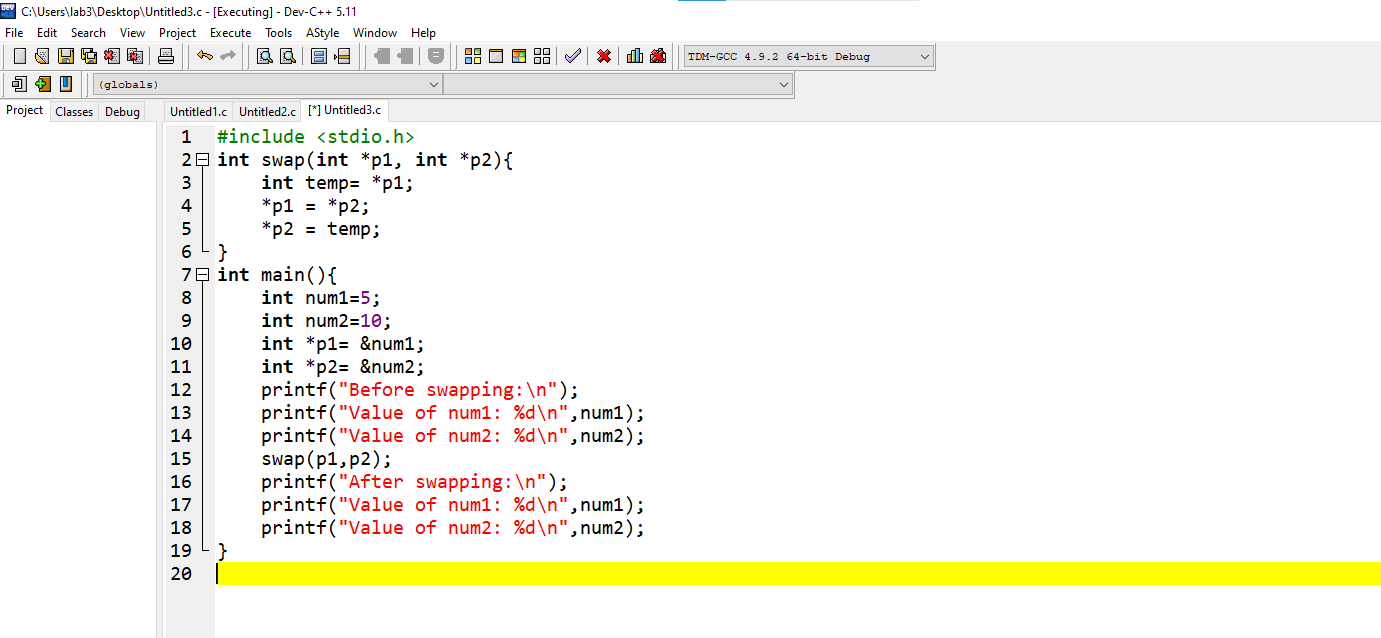 C:\Users\lab3\Desktop\Untitled3.c - [Executing] - Dev-C++ 5.11
File Edit Search View Project Execute Tools AStyle Window Help
TDM-GCC 4.9.2 64-bit Debug
(globals)
Project Classes Debug Untitled1.c Untitled2.c [*] Untitled3.c
1 #include <stdio.h>
2 int swap(int *p1, int *p2){
3     int temp= *p1;
4     *p1 = *p2;
5     *p2 = temp;
6 }
7 int main(){
8     int num1=5;
9     int num2=10;
10     int *p1= &num1;
11     int *p2= &num2;
12     printf("Before swapping:\n");
13     printf("Value of num1: %d\n",num1);
14     printf("Value of num2: %d\n",num2);
15     swap(p1,p2);
16     printf("After swapping:\n");
17     printf("Value of num1: %d\n",num1);
18     printf("Value of num2: %d\n",num2);
19 }
20